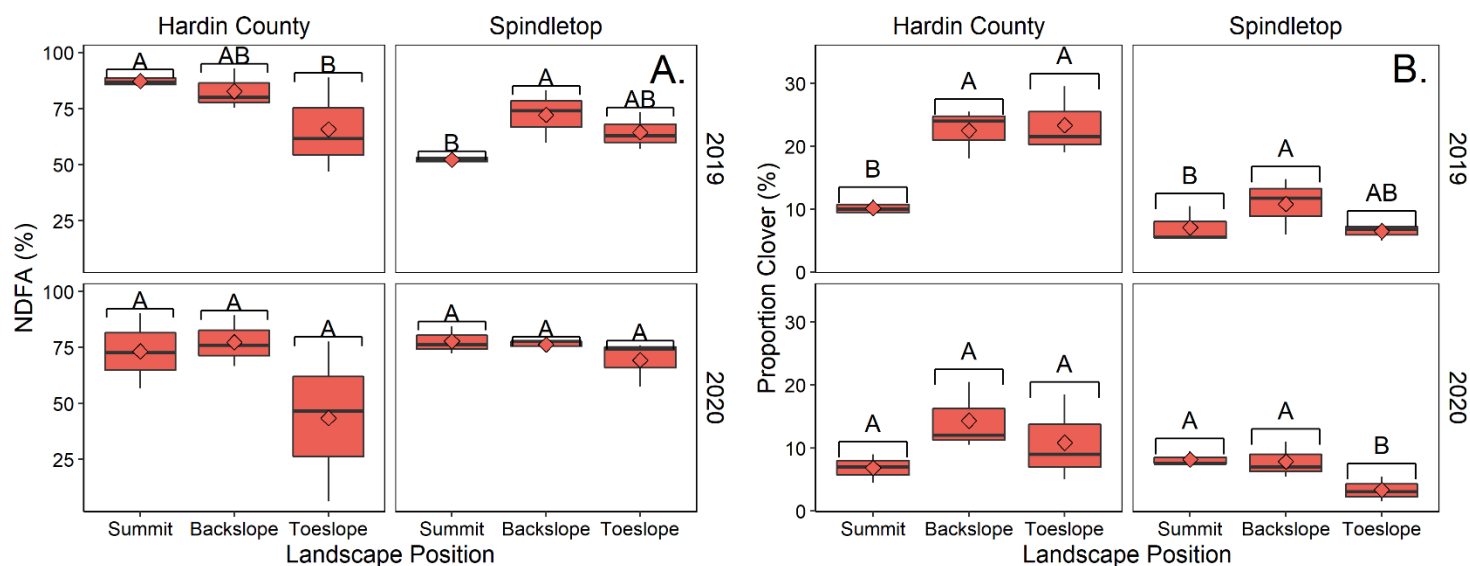 Hardin County
Spindletop
A.
NDFA (%)
100
75
50
25
A
AB
B
B
A
AB
2019
100
75
50
25
A
A
A
A
A
A
2020
Summit
Backslope
Toeslope
Summit
Backslope
Toeslope
Landscape Position
Hardin County
Spindletop
B.
Proportion Clover (%)
30
20
10
0
B
A
A
B
A
AB
2019
30
20
10
0
A
A
A
A
A
B
2020
Summit
Backslope
Toeslope
Summit
Backslope
Toeslope
Landscape Position